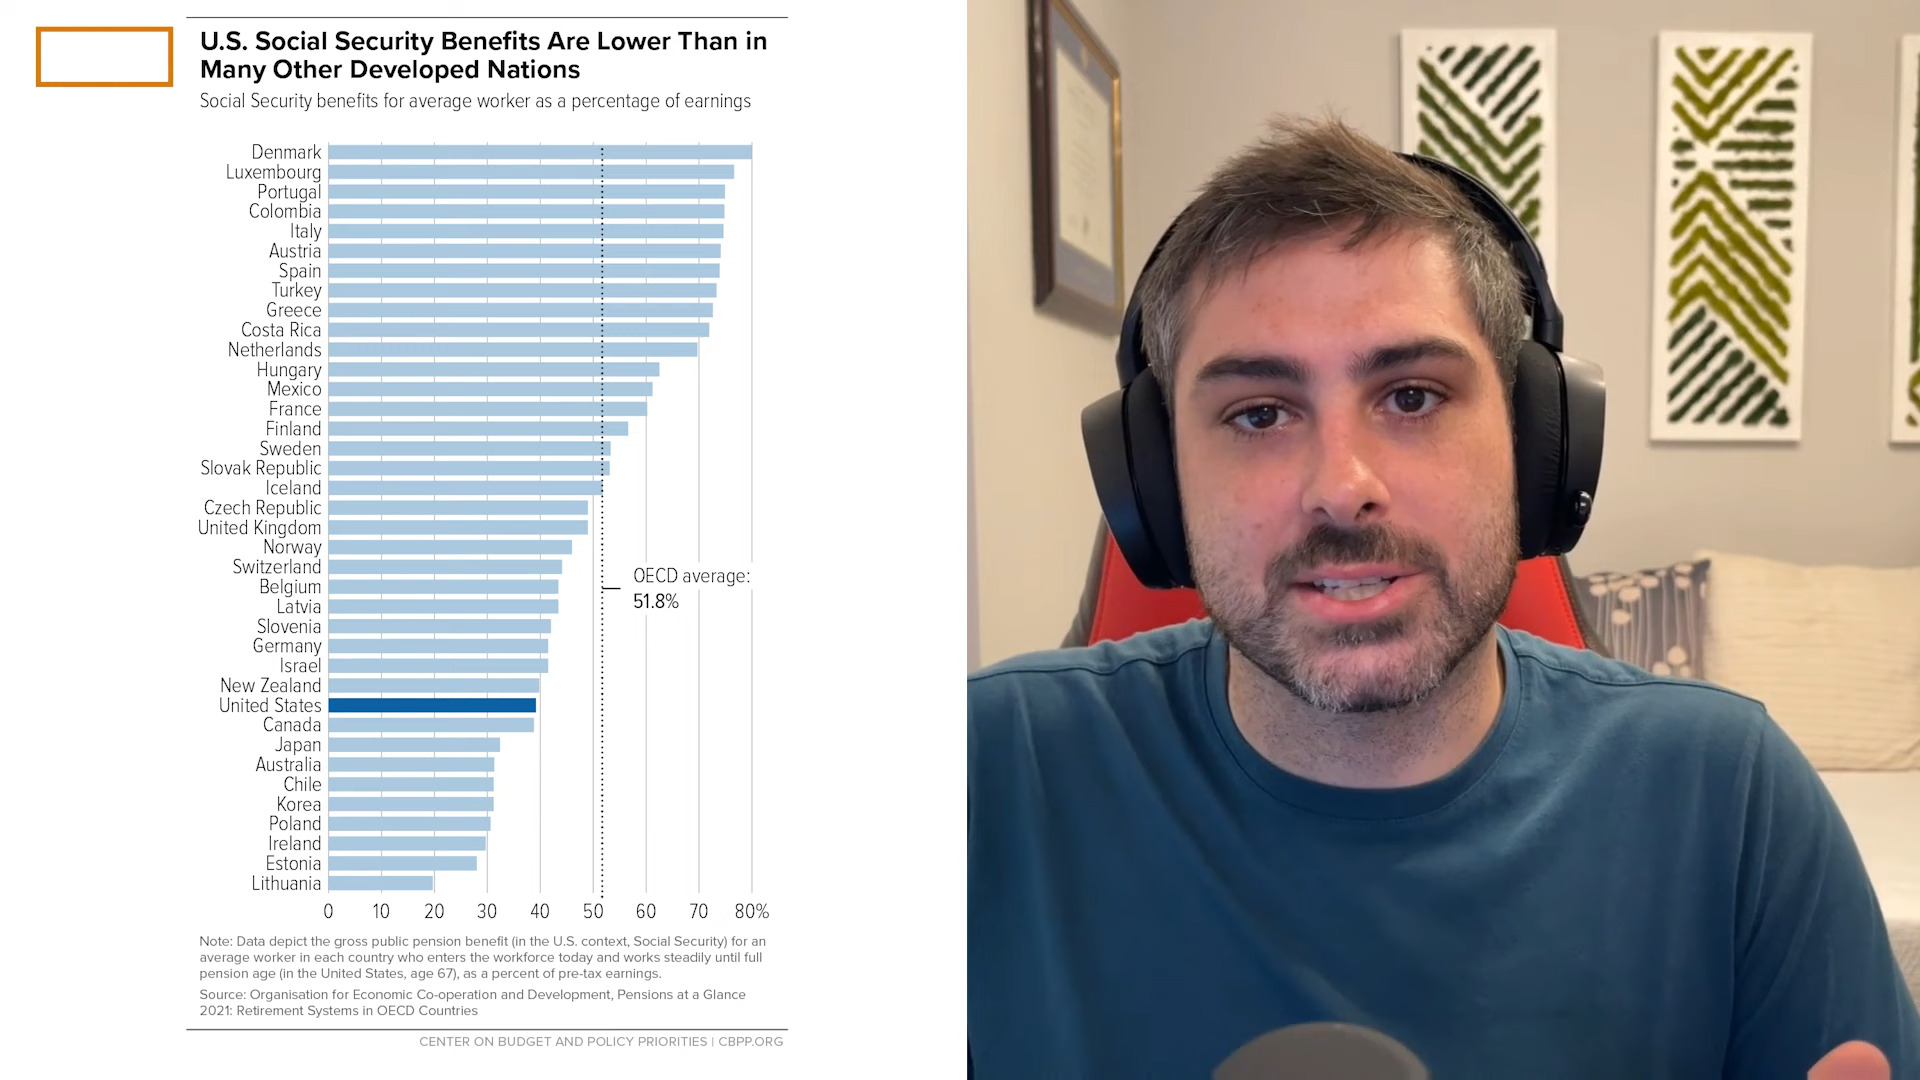 U.S. Social Security Benefits Are Lower Than in
Many Other Developed Nations
Social Security benefits for average worker as a percentage of earnings
Denmark
Luxembourg
Portugal
Colombia
Italy
Austria
Spain
Turkey
Greece
Costa Rica
Netherlands
Hungary
Mexico
France
Finland
Sweden
Slovak Republic
Iceland
Czech Republic
United Kingdom
Norway
Switzerland
Belgium
Latvia
Slovenia
Germany
Israel
New Zealand
United States
Canada
Japan
Australia
Chile
Korea
Poland
Ireland
Estonia
Lithuania
OECD average:
51.8%
0 10 20 30 40 50 60 70 80%
Note: Data depict the gross public pension benefit (in the U.S. context, Social Security) for an
average worker in each country who enters the workforce today and works steadily until full
pension age (in the United States, age 67), as a percent of pre-tax earnings.
Source: Organisation for Economic Co-operation and Development, Pensions at a Glance
2021: Retirement Systems in OECD Countries
CENTER ON BUDGET AND POLICY PRIORITIES | CBPP.ORG